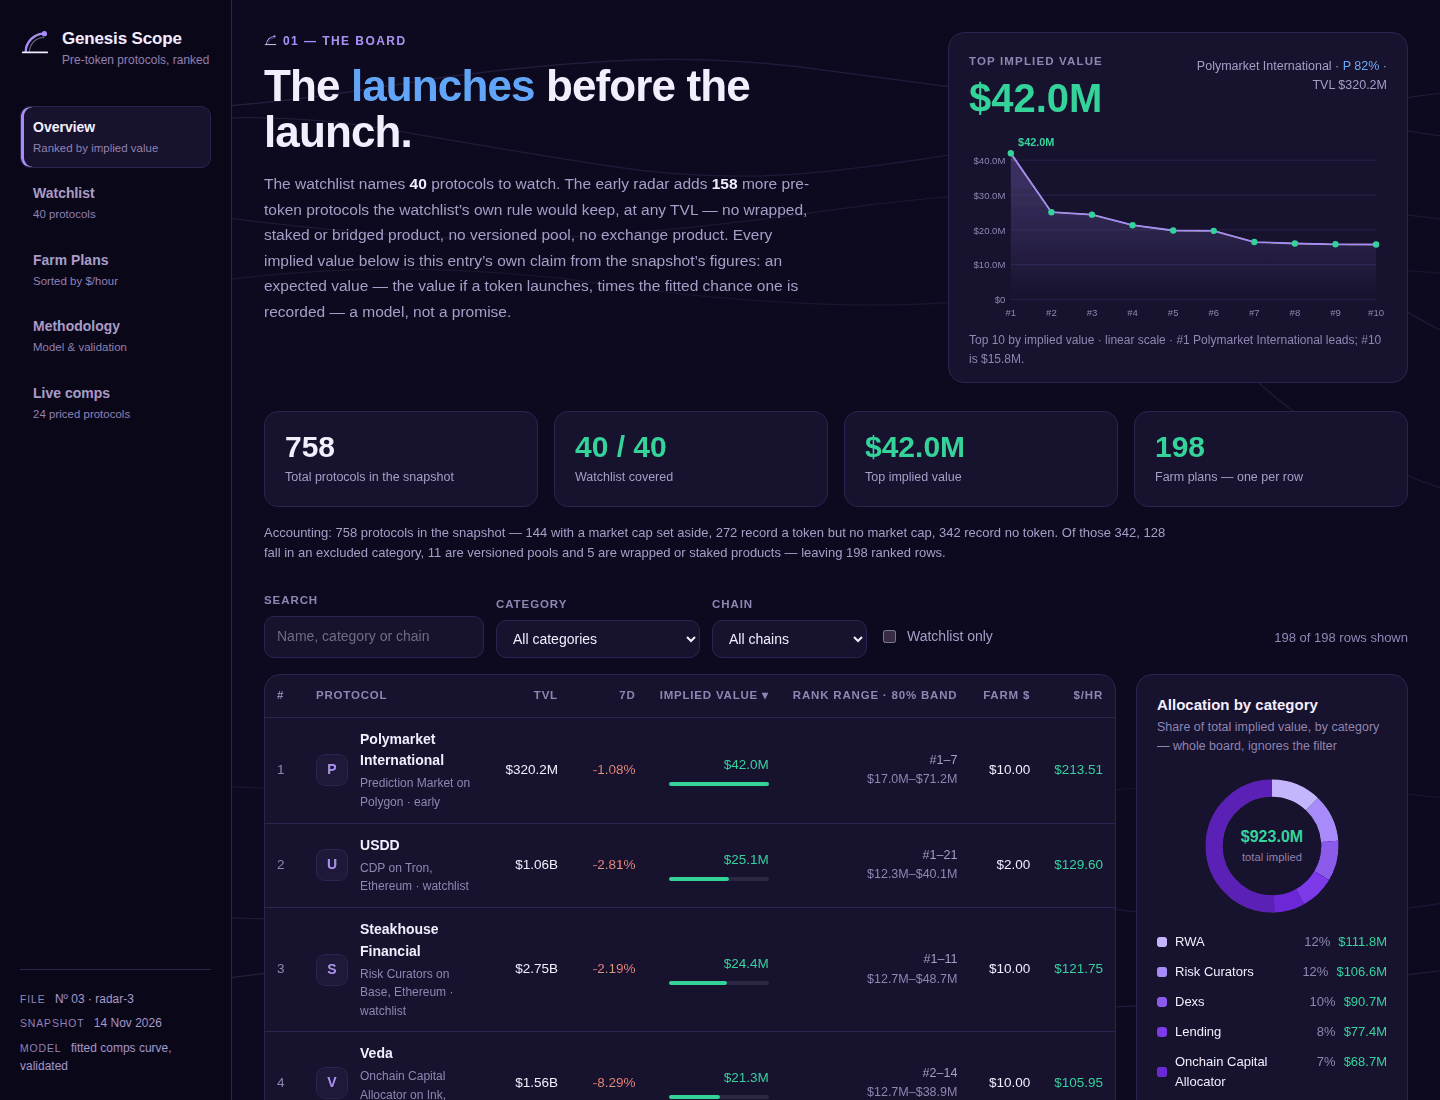 Genesis Scope
Pre-token protocols, ranked
Overview
Ranked by implied value
Watchlist
40 protocols
Farm Plans
Sorted by $/hour
Methodology
Model & validation
Live comps
24 priced protocols
FILE Nº 03 · radar-3
SNAPSHOT 14 Nov 2026
MODEL fitted comps curve,
validated
01 — THE BOARD
The launches before the
launch.
The watchlist names 40 protocols to watch. The early radar adds 158 more pre-
token protocols the watchlist’s own rule would keep, at any TVL — no wrapped,
staked or bridged product, no versioned pool, no exchange product. Every
implied value below is this entry’s own claim from the snapshot’s figures: an
expected value — the value if a token launches, times the fitted chance one is
recorded — a model, not a promise.
TOP IMPLIED VALUE
$42.0M
Polymarket International · P 82% ·
TVL $320.2M
$42.0M
$40.0M
$30.0M
$20.0M
$10.0M
$0
#1 #2 #3 #4 #5 #6 #7 #8 #9 #10
Top 10 by implied value · linear scale · #1 Polymarket International leads; #10
is $15.8M.
758
Total protocols in the snapshot
40 / 40
Watchlist covered
$42.0M
Top implied value
198
Farm plans — one per row
Accounting: 758 protocols in the snapshot — 144 with a market cap set aside, 272 record a token but no market cap, 342 record no token. Of those 342, 128
fall in an excluded category, 11 are versioned pools and 5 are wrapped or staked products — leaving 198 ranked rows.
SEARCH
Name, category or chain
CATEGORY
All categories
CHAIN
All chains
Watchlist only
198 of 198 rows shown
# PROTOCOL TVL 7D IMPLIED VALUE ▾ RANK RANGE · 80% BAND FARM $ $/HR
1 P Polymarket
International
Prediction Market on
Polygon · early
$320.2M -1.08% $42.0M #1–7
$17.0M–$71.2M
$10.00 $213.51
2 U USDD
CDP on Tron,
Ethereum · watchlist
$1.06B -2.81% $25.1M #1–21
$12.3M–$40.1M
$2.00 $129.60
3 S Steakhouse
Financial
Risk Curators on
Base, Ethereum ·
watchlist
$2.75B -2.19% $24.4M #1–11
$12.7M–$48.7M
$10.00 $121.75
4 V Veda
Onchain Capital
Allocator on Ink,
$1.56B -8.29% $21.3M #2–14
$12.7M–$38.9M
$10.00 $105.95
Allocation by category
Share of total implied value, by category
— whole board, ignores the filter
$923.0M
total implied
RWA 12% $111.8M
Risk Curators 12% $106.6M
Dexs 10% $90.7M
Lending 8% $77.4M
Onchain Capital
Allocator
7% $68.7M